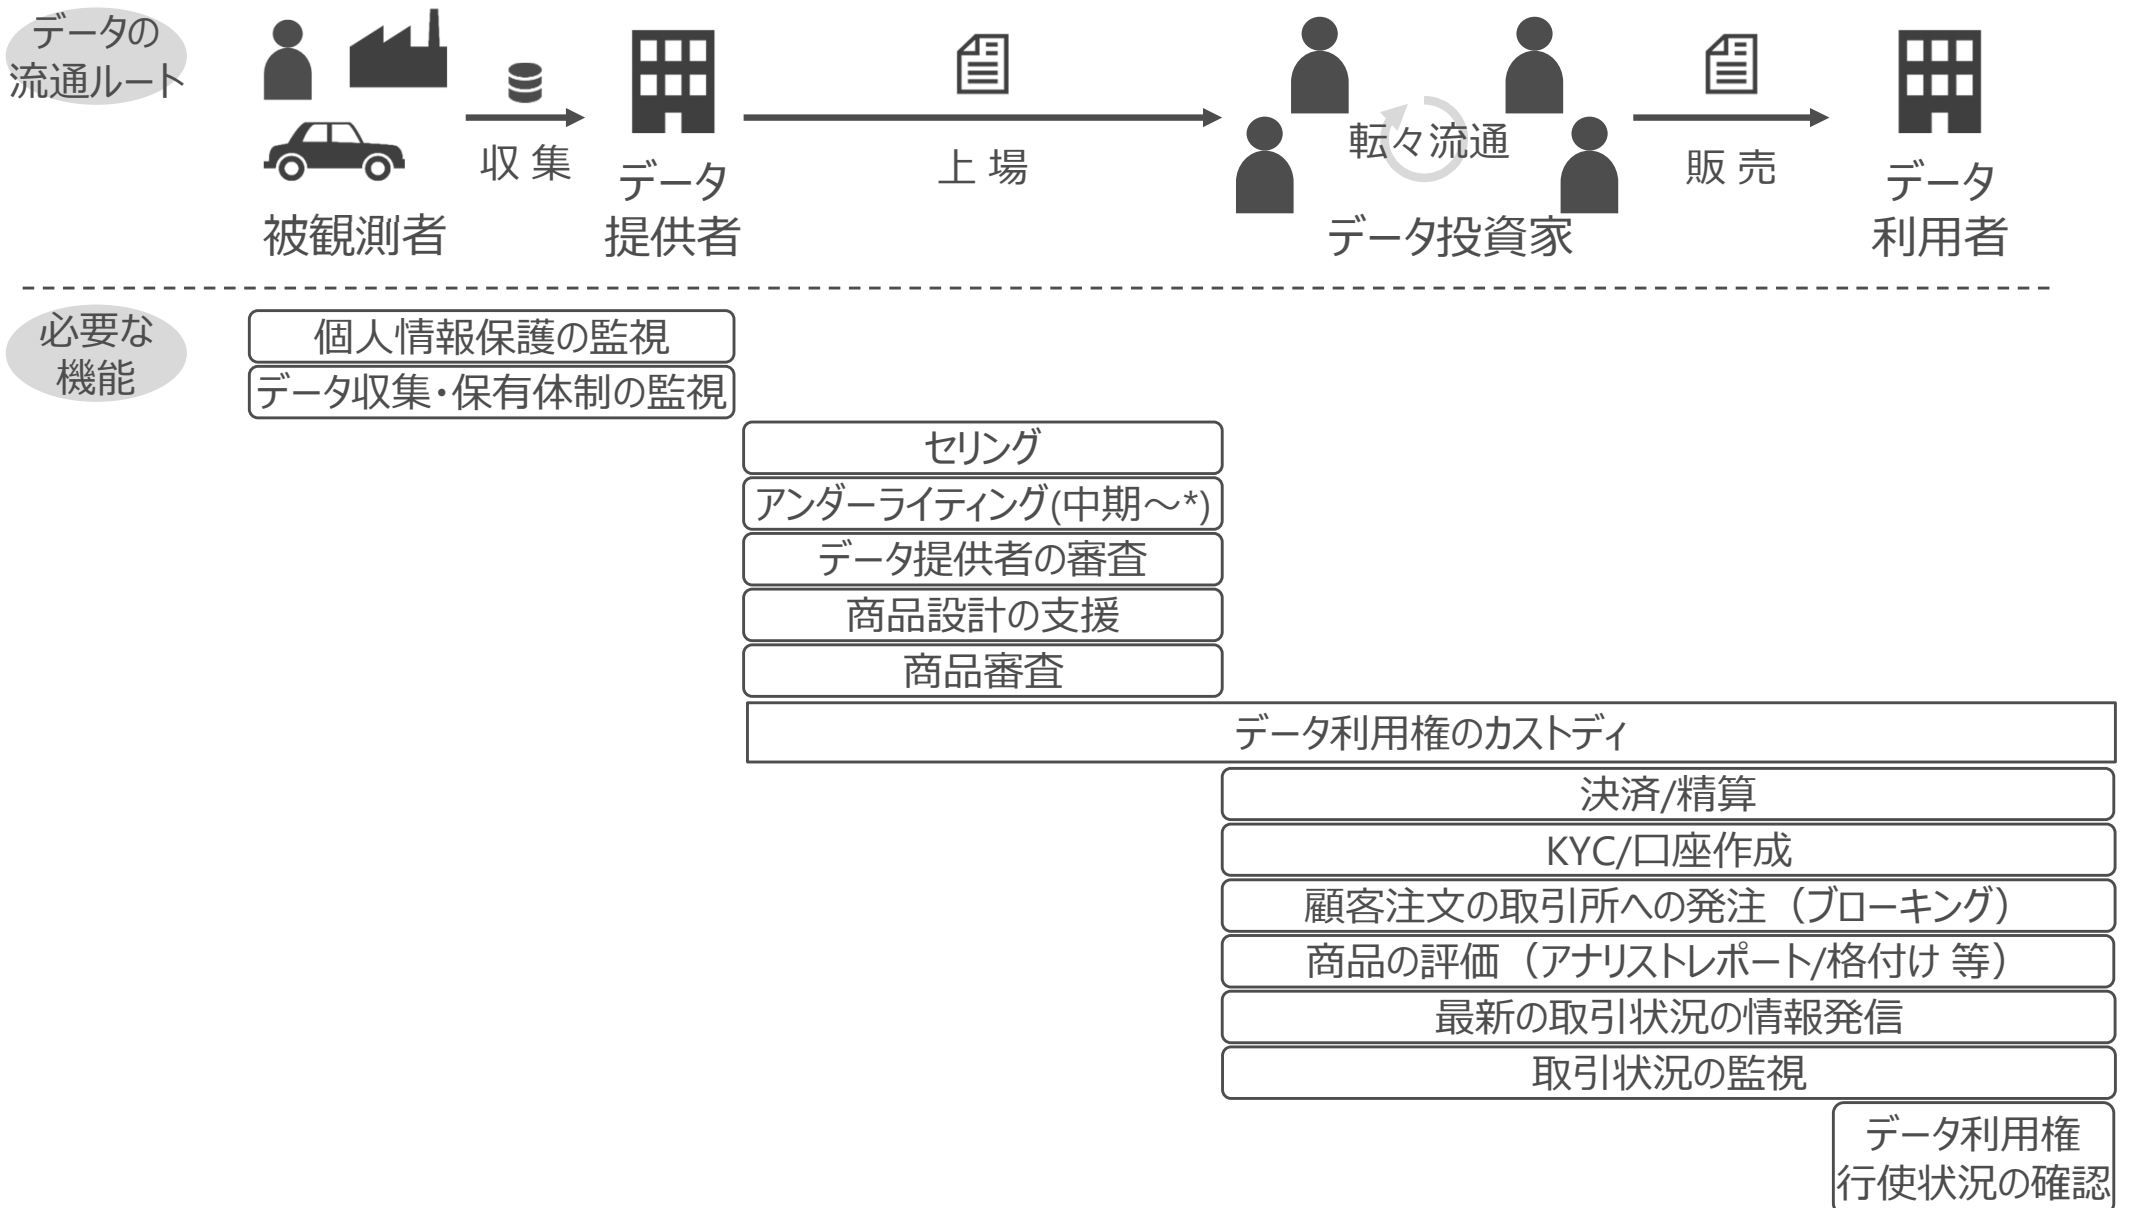 データの
流通ルート
収 集
データ
提供者
上 場
転々流通
販 売
データ
利用者
被観測者
データ投資家
必要な
機能
個人情報保護の監視
データ収集・保有体制の監視
セリング
アンダーライティング(中期～*)
データ提供者の審査
商品設計の支援
商品審査
データ利用権のカストディ
決済/精算
KYC/口座作成
顧客注文の取引所への発注（ブローキング）
商品の評価（アナリストレポート/格付け 等）
最新の取引状況の情報発信
取引状況の監視
データ利用権
行使状況の確認